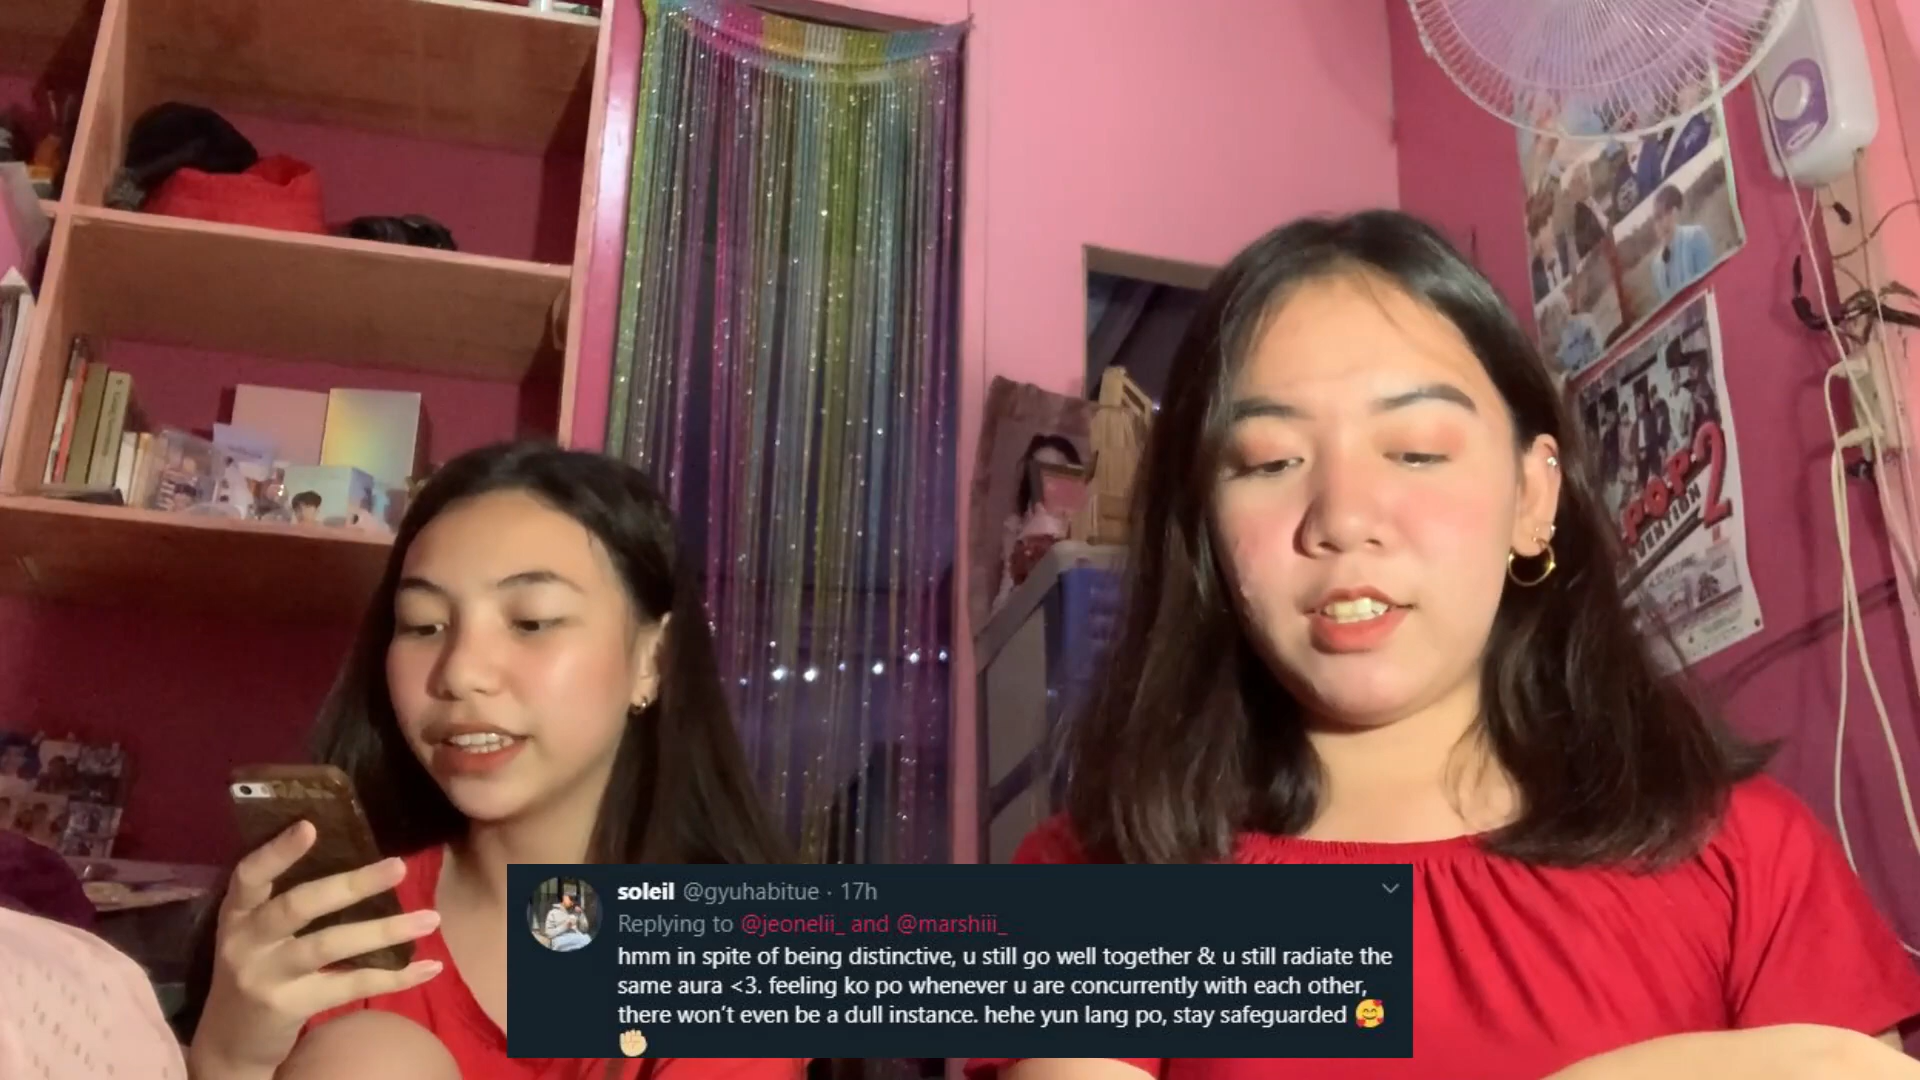 soleil @gyuhabitue · 17h
Replying to @jeonelii_ and @marshiii_
hmm in spite of being distinctive, u still go well together & u still radiate the
same aura <3. feeling ko po whenever u are concurrently with each other,
there won't even be a dull instance. hehe yun lang po, stay safeguarded 🥰
✊🏼
POP
2